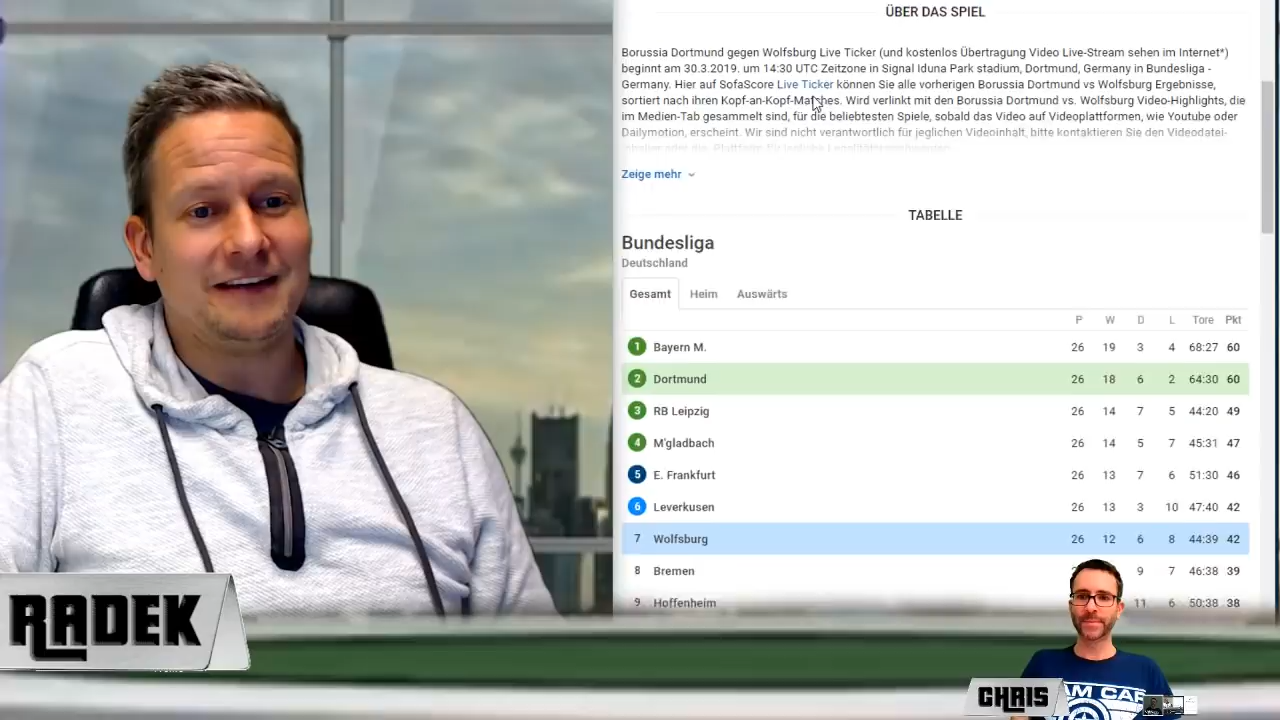 ÜBER DAS SPIEL
Borussia Dortmund gegen Wolfsburg Live Ticker (und kostenlos Übertragung Video Live-Stream sehen im Internet*)
beginnt am 30.3.2019. um 14:30 UTC Zeitzone in Signal Iduna Park stadium, Dortmund, Germany in Bundesliga -
Germany. Hier auf SofaScore Live Ticker können Sie alle vorherigen Borussia Dortmund vs Wolfsburg Ergebnisse,
sortiert nach ihren Kopf-an-Kopf-Matches. Wird verlinkt mit den Borussia Dortmund vs. Wolfsburg Video-Highlights, die
im Medien-Tab gesammelt sind, für die beliebtesten Spiele, sobald das Video auf Videoplattformen, wie Youtube oder
Dailymotion, erscheint. Wir sind nicht verantwortlich für jeglichen Videoinhalt, bitte kontaktieren Sie den Videodatei-
Zeige mehr
TABELLE
Bundesliga
Deutschland
Gesamt Heim Auswärts
P W D L Tore Pkt
1 Bayern M. 26 19 3 4 68:27 60
2 Dortmund 26 18 6 2 64:30 60
3 RB Leipzig 26 14 7 5 44:20 49
4 M'gladbach 26 14 5 7 45:31 47
5 E. Frankfurt 26 13 7 6 51:30 46
6 Leverkusen 26 13 3 10 47:40 42
7 Wolfsburg 26 12 6 8 44:39 42
8 Bremen 9 7 46:38 39
9 Hoffenheim 11 6 50:38 38
RADEK
CHRIS